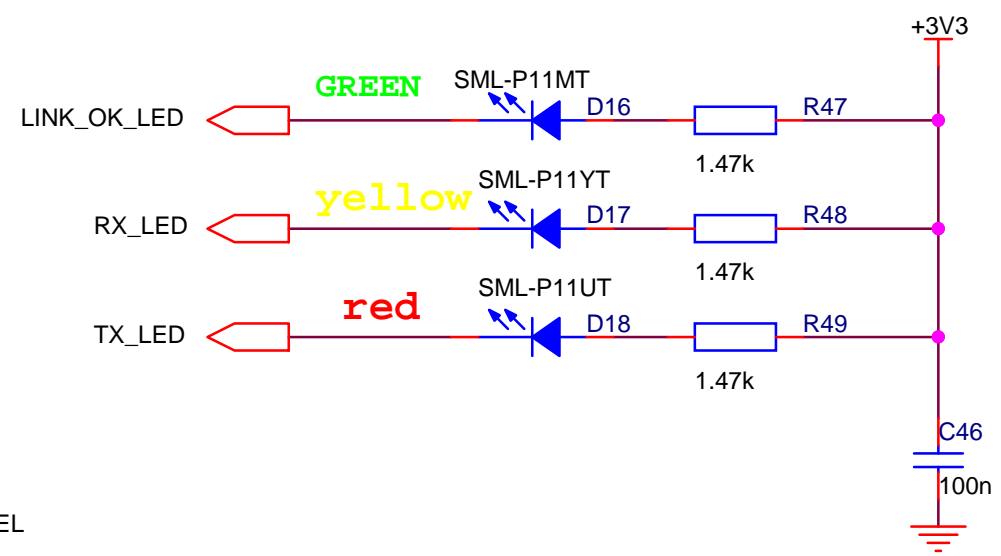 +3V3
GREEN
SML-P11MT
LINK_OK_LED
D16
R47
1.47k
yellow
SML-P11YT
RX_LED
D17
R48
1.47k
red
SML-P11UT
TX_LED
D18
R49
1.47k
C46
100n
EL